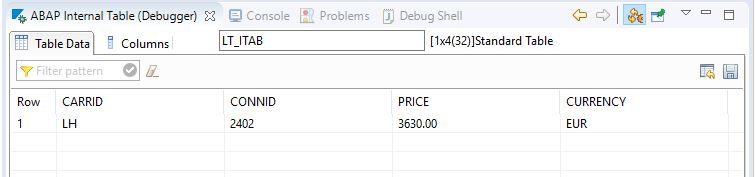 ABAP Internal Table (Debugger) Console Problems Debug Shell
Table Data Columns LT_ITAB [1x4(32)]Standard Table
Filter pattern
Row CARRID CONNID PRICE CURRENCY
1 LH 2402 3630.00 EUR